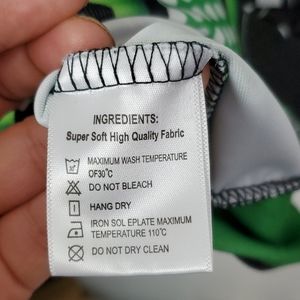 INGREDIENTS:
Super Soft High Quality Fabric
MAXIMUM WASH TEMPERATURE
OF30°C
DO NOT BLEACH
HANG DRY
IRON SOL EPLATE MAXIMUM
TEMPERATURE 110°C
DO NOT DRY CLEAN